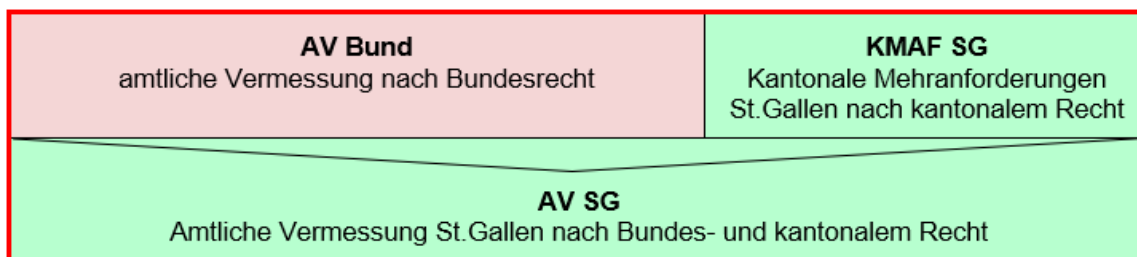 AV Bund
amtliche Vermessung nach Bundesrecht
KMAF SG
Kantonale Mehranforderungen
St.Gallen nach kantonalem Recht
AV SG
Amtliche Vermessung St.Gallen nach Bundes- und kantonalem Recht